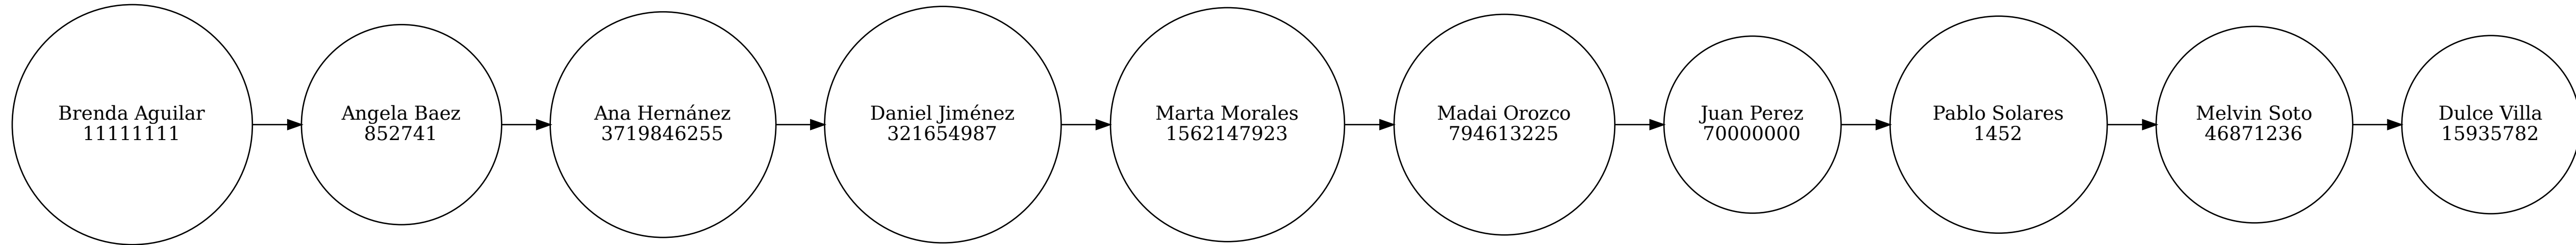 Brenda Aguilar
11111111
Angela Baez
852741
Ana Hernánez
3719846255
Daniel Jiménez
321654987
Marta Morales
1562147923
Madai Orozco
794613225
Juan Perez
70000000
Pablo Solares
1452
Melvin Soto
46871236
Dulce Villa
15935782